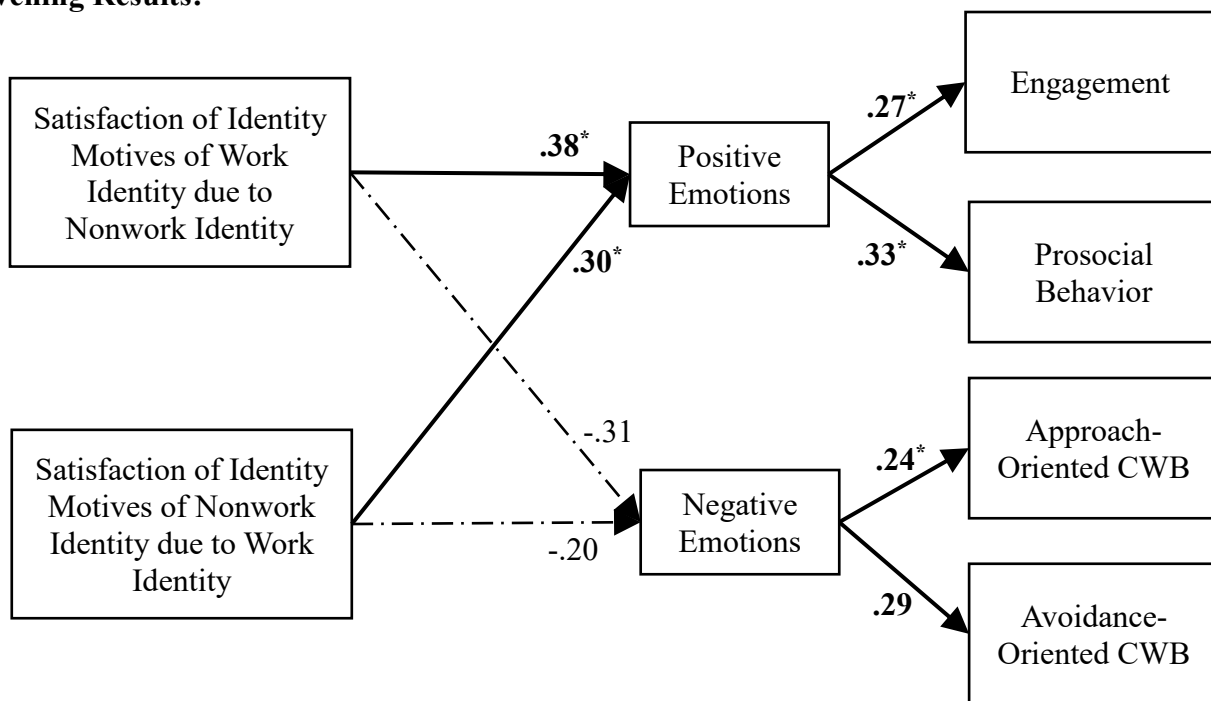 Satisfaction of Identity
Motives of Work
Identity due to
Nonwork Identity
Satisfaction of Identity
Motives of Nonwork
Identity due to Work
Identity
.38*
.30*
-.31
-.20
Positive
Emotions
Negative
Emotions
.27*
.33*
.24*
.29
Engagement
Prosocial
Behavior
Approach-
Oriented CWB
Avoidance-
Oriented CWB